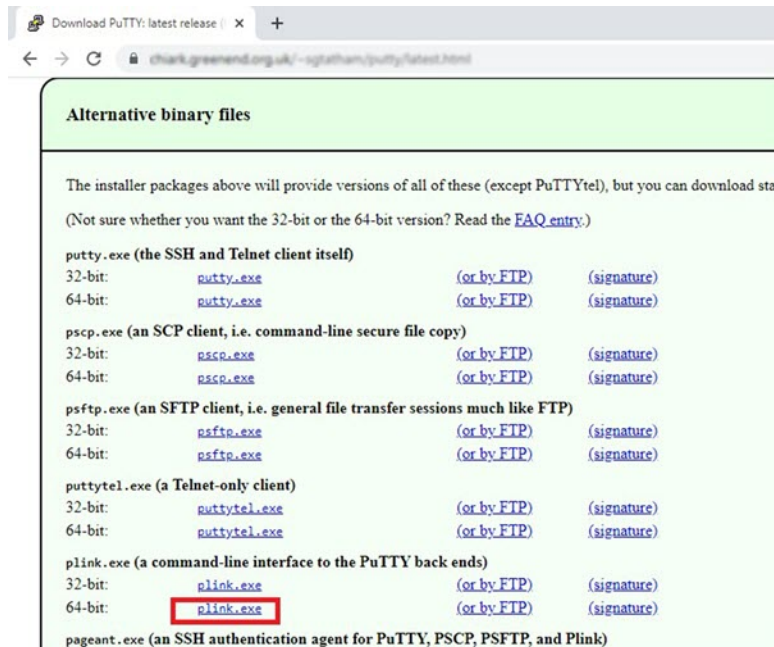 Download PuTTY: latest release (
chiark.greenend.org.uk/~sgtatham/putty/latest.html
Alternative binary files
The installer packages above will provide versions of all of these (except PuTTYtel), but you can download sta
(Not sure whether you want the 32-bit or the 64-bit version? Read the FAQ entry.)
putty.exe (the SSH and Telnet client itself)
32-bit: putty.exe (or by FTP) (signature)
64-bit: putty.exe (or by FTP) (signature)
pscp.exe (an SCP client, i.e. command-line secure file copy)
32-bit: pscp.exe (or by FTP) (signature)
64-bit: pscp.exe (or by FTP) (signature)
psftp.exe (an SFTP client, i.e. general file transfer sessions much like FTP)
32-bit: psftp.exe (or by FTP) (signature)
64-bit: psftp.exe (or by FTP) (signature)
puttytel.exe (a Telnet-only client)
32-bit: puttytel.exe (or by FTP) (signature)
64-bit: puttytel.exe (or by FTP) (signature)
plink.exe (a command-line interface to the PuTTY back ends)
32-bit: plink.exe (or by FTP) (signature)
64-bit: plink.exe (or by FTP) (signature)
pageant.exe (an SSH authentication agent for PuTTY, PSCP, PSFTP, and Plink)